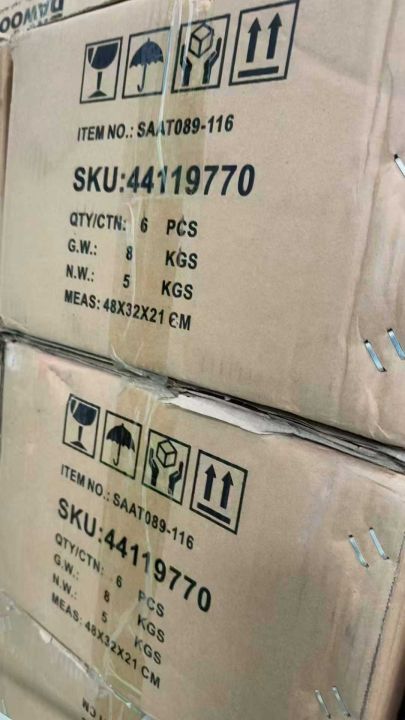 DAWOO
ITEM NO.: SAAT089-116
SKU:44119770
QTY/CTN: 6 PCS
G.W.: 8 KGS
N.W.: 5 KGS
MEAS: 48X32X21 CM
ITEM NO.: SAAT089-116
SKU:44119770
QTY/CTN: 6 PCS
G.W.: 8 KGS
N.W.: 5 KGS
MEAS: 48X32X21 CM